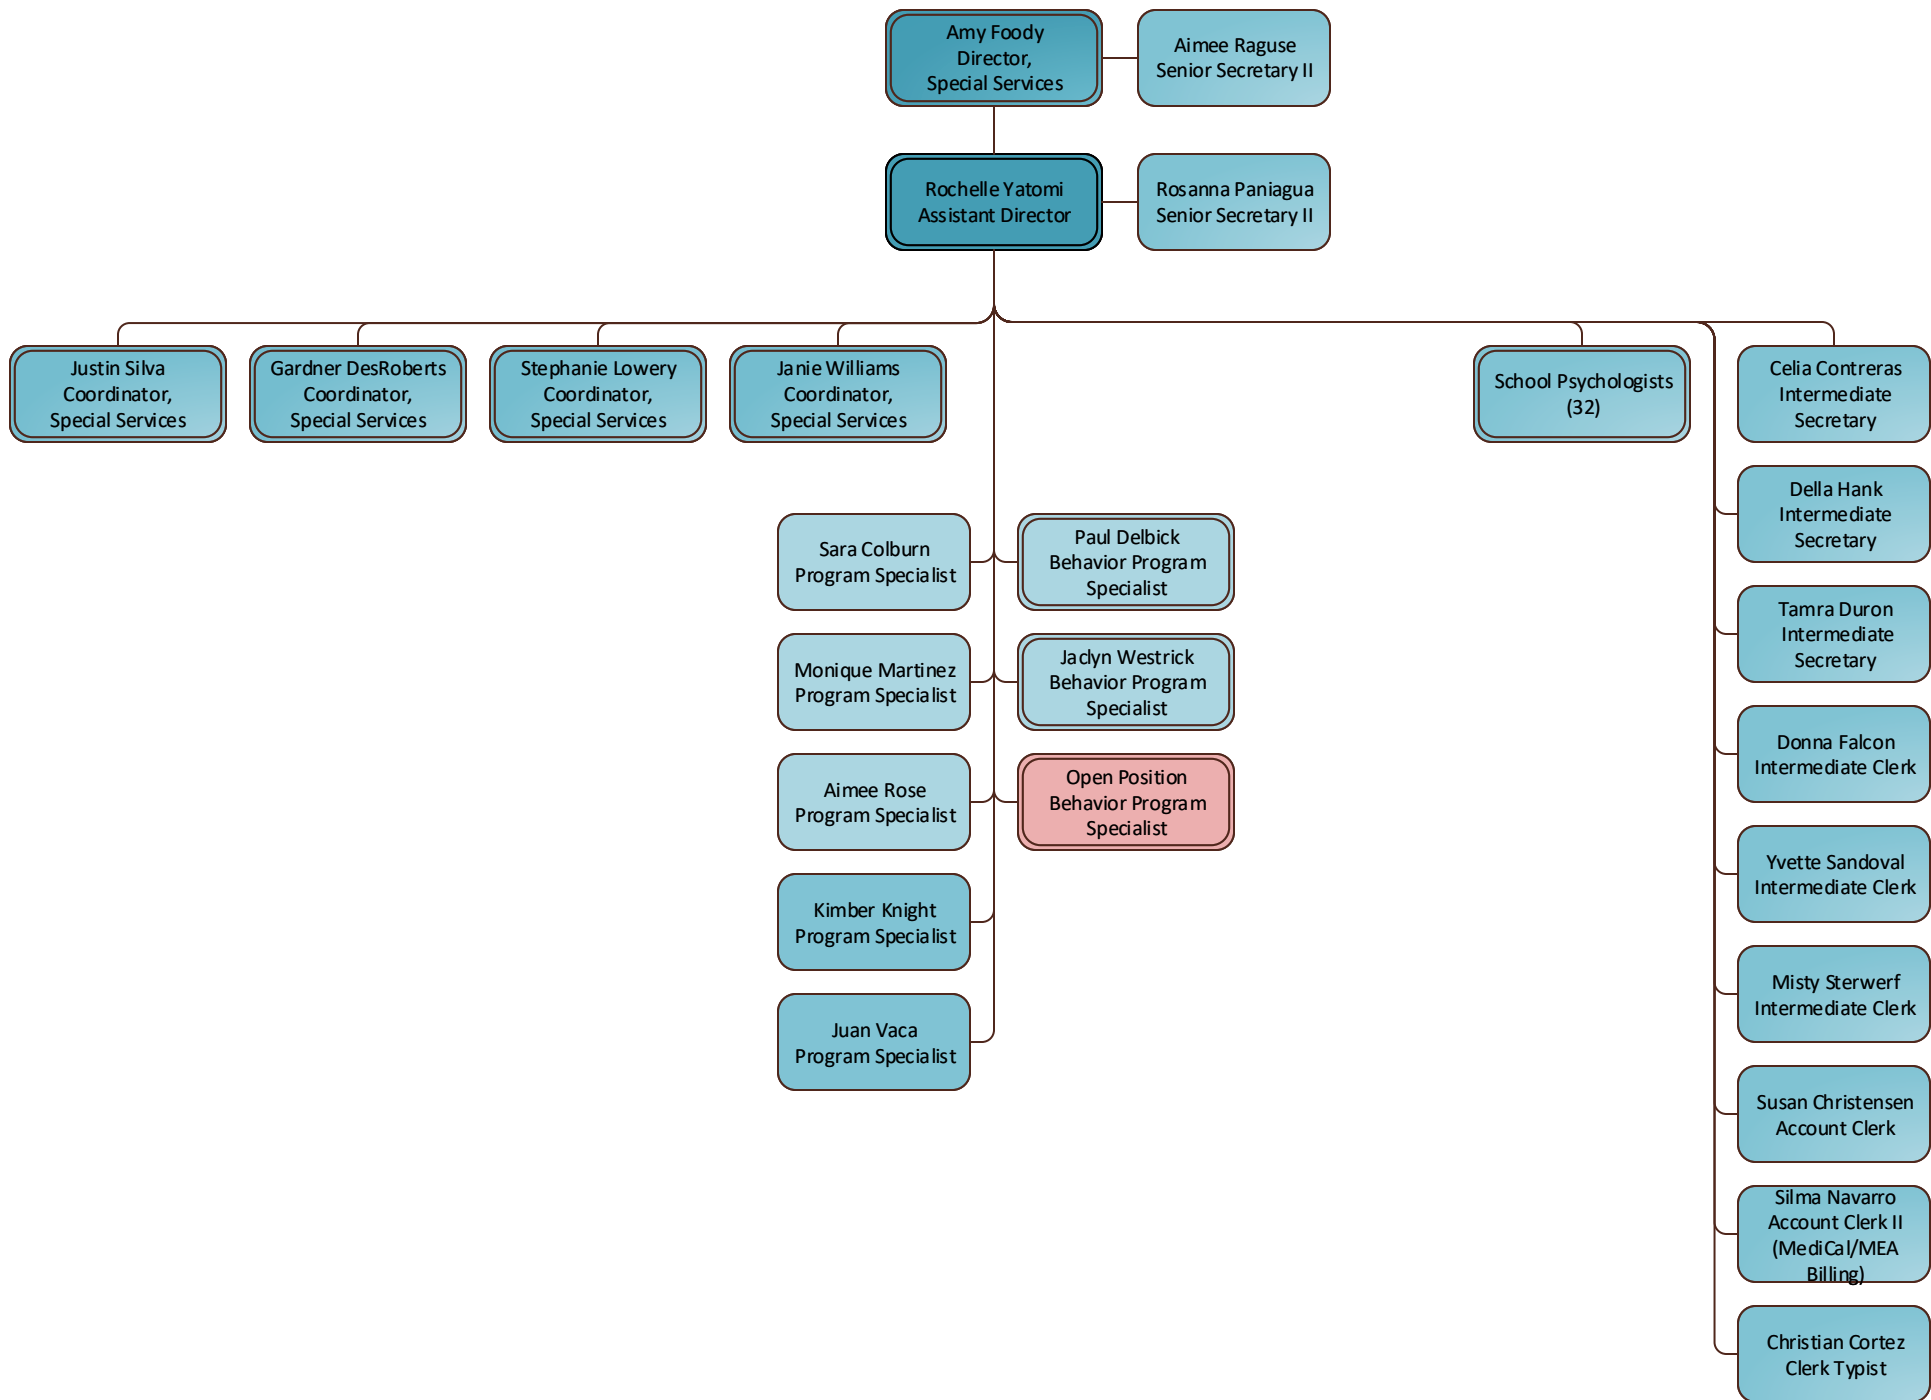 Amy Foody
Director,
Special Services
Aimee Raguse
Senior Secretary II
Rochelle Yatomi
Assistant Director
Rosanna Paniagua
Senior Secretary II
Justin Silva
Coordinator,
Special Services
Gardner DesRoberts
Coordinator,
Special Services
Stephanie Lowery
Coordinator,
Special Services
Janie Williams
Coordinator,
Special Services
School Psychologists
(32)
Celia Contreras
Intermediate
Secretary
Della Hank
Intermediate
Secretary
Sara Colburn
Program Specialist
Paul Delbick
Behavior Program
Specialist
Tamra Duron
Intermediate
Secretary
Monique Martinez
Program Specialist
Jaclyn Westrick
Behavior Program
Specialist
Donna Falcon
Intermediate Clerk
Aimee Rose
Program Specialist
Open Position
Behavior Program
Specialist
Yvette Sandoval
Intermediate Clerk
Kimber Knight
Program Specialist
Misty Sterwerf
Intermediate Clerk
Juan Vaca
Program Specialist
Susan Christensen
Account Clerk
Silma Navarro
Account Clerk II
(MediCal/MEA
Billing)
Christian Cortez
Clerk Typist